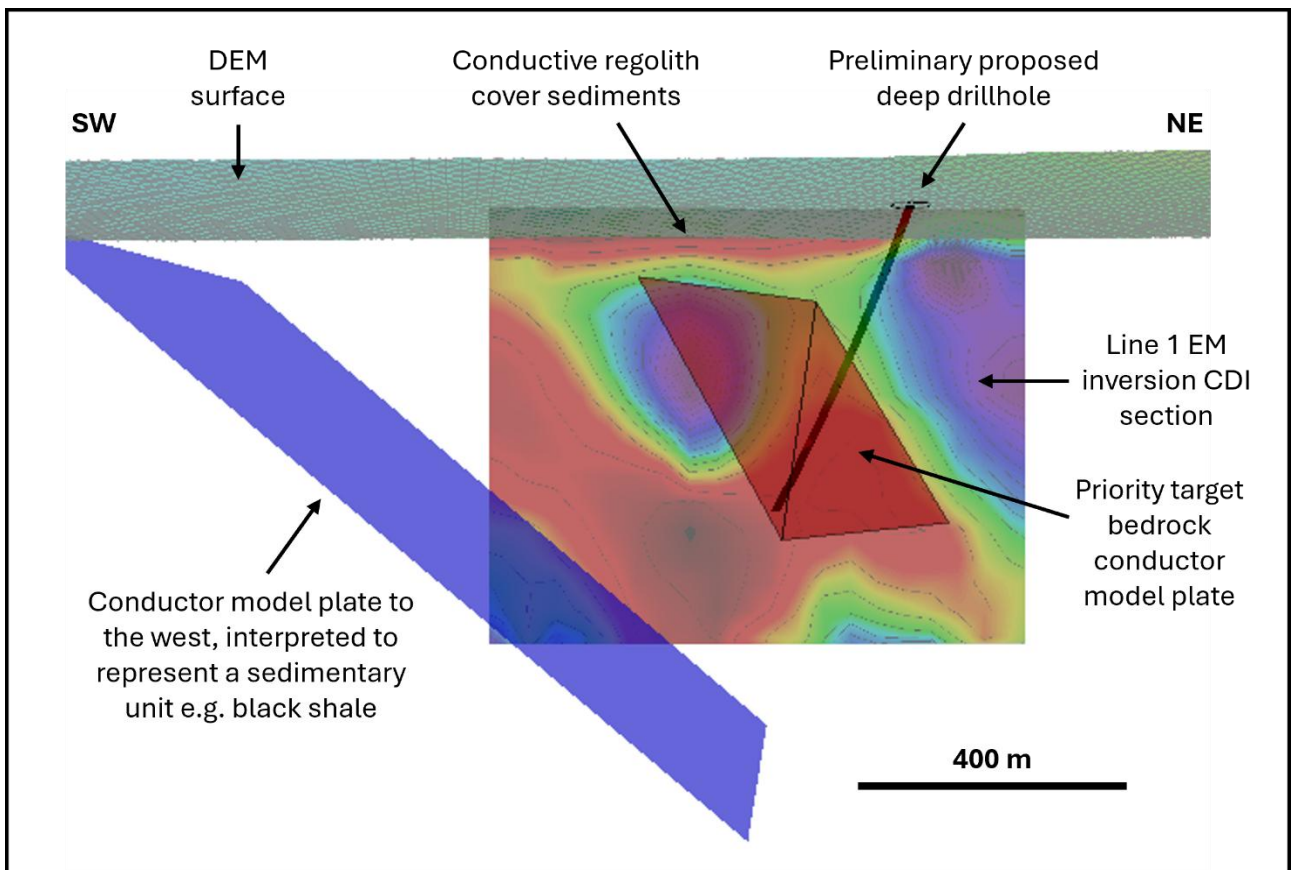 DEM
surface
Conductive regolith
cover sediments
Preliminary proposed
deep drillhole
SW
NE
Line 1 EM
inversion CDI
section
Priority target
bedrock
conductor
model plate
Conductor model plate to
the west, interpreted to
represent a sedimentary
unit e.g. black shale
400 m